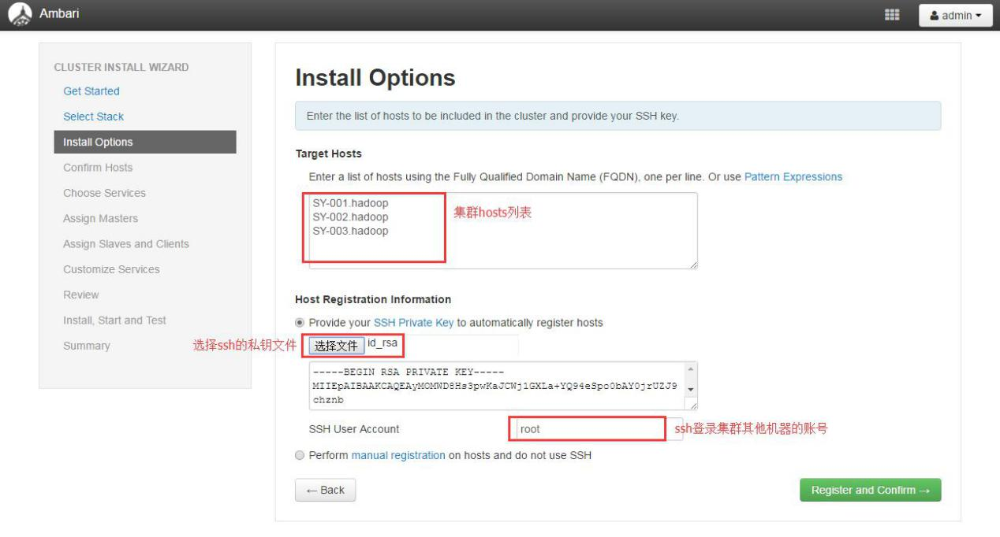 Ambari
admin
CLUSTER INSTALL WIZARD
Get Started
Select Stack
Install Options
Confirm Hosts
Choose Services
Assign Masters
Assign Slaves and Clients
Customize Services
Review
Install, Start and Test
Summary
Install Options
Enter the list of hosts to be included in the cluster and provide your SSH key.
Target Hosts
Enter a list of hosts using the Fully Qualified Domain Name (FQDN), one per line. Or use Pattern Expressions
SY-001.hadoop
SY-002.hadoop
SY-003.hadoop
集群hosts列表
Host Registration Information
Provide your SSH Private Key to automatically register hosts
选择ssh的私钥文件
选择文件 id_rsa
-----BEGIN RSA PRIVATE KEY-----
MIIEpAIBAAKCAQEAyMOMWD8Hs3pwKaJCWj1GXLa+YQ94eSpo0bAY0jrUZJ9
chznb
SSH User Account
root
ssh登录集群其他机器的账号
Perform manual registration on hosts and do not use SSH
← Back
Register and Confirm →